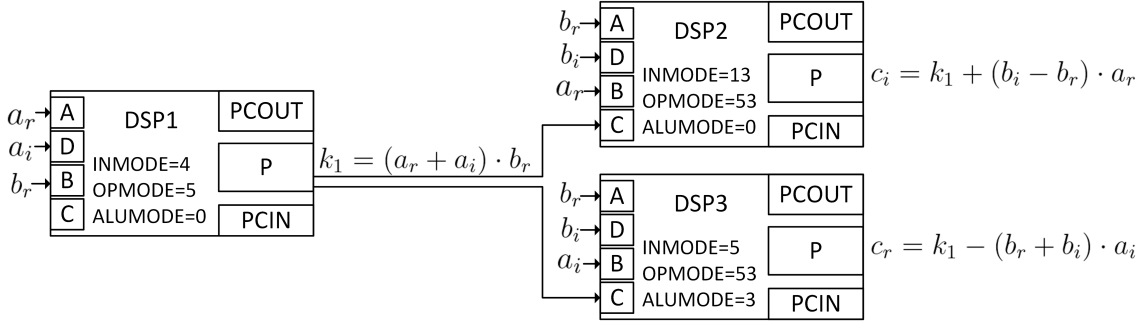 a_r
A
DSP1
PCOUT
a_i
D
INMODE=4
P
k_1 = (a_r + a_i) · b_r
b_r
B
OPMODE=5
C
ALUMODE=0
PCIN
b_r
A
DSP2
PCOUT
b_i
D
INMODE=13
P
c_i = k_1 + (b_i − b_r) · a_r
a_r
B
OPMODE=53
C
ALUMODE=0
PCIN
b_r
A
DSP3
PCOUT
b_i
D
INMODE=5
P
c_r = k_1 − (b_r + b_i) · a_i
a_i
B
OPMODE=53
C
ALUMODE=3
PCIN